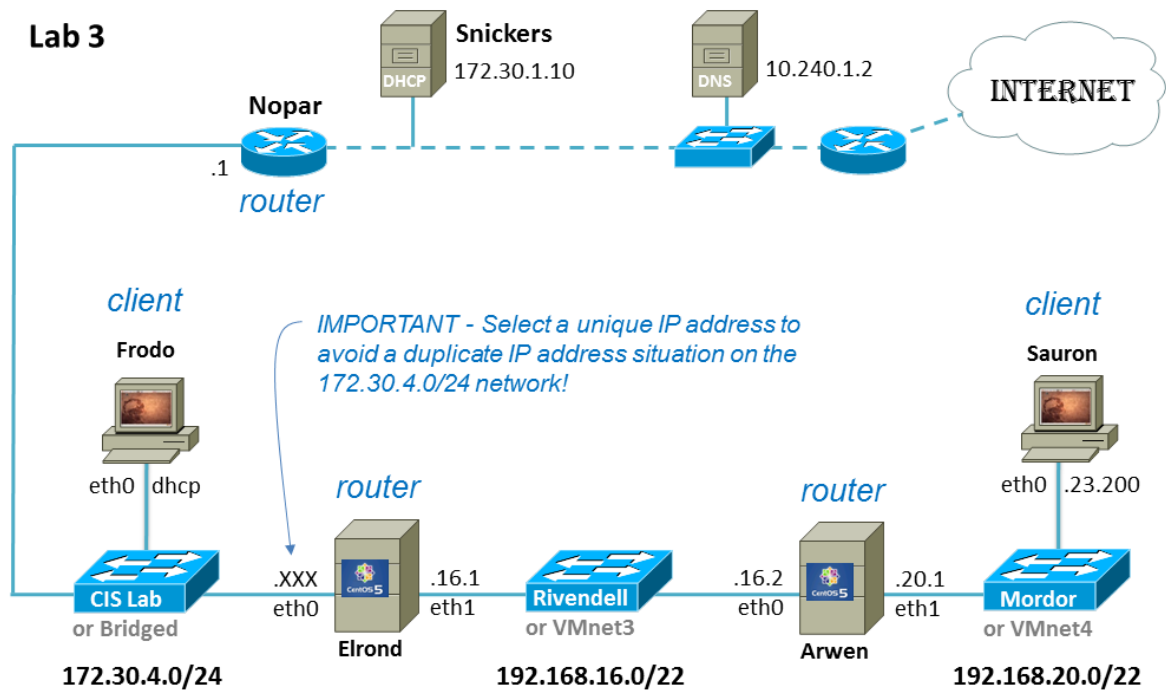 Lab 3
Snickers
172.30.1.10
DHCP
DNS
10.240.1.2
INTERNET
Nopar
.1
router
client
Frodo
eth0
dhcp
IMPORTANT - Select a unique IP address to
avoid a duplicate IP address situation on the
172.30.4.0/24 network!
client
Sauron
eth0
.23.200
router
router
CIS Lab
or Bridged
.XXX
eth0
CentOS 5
Elrond
.16.1
eth1
Rivendell
or VMnet3
.16.2
eth0
CentOS 5
Arwen
.20.1
eth1
Mordor
or VMnet4
172.30.4.0/24
192.168.16.0/22
192.168.20.0/22